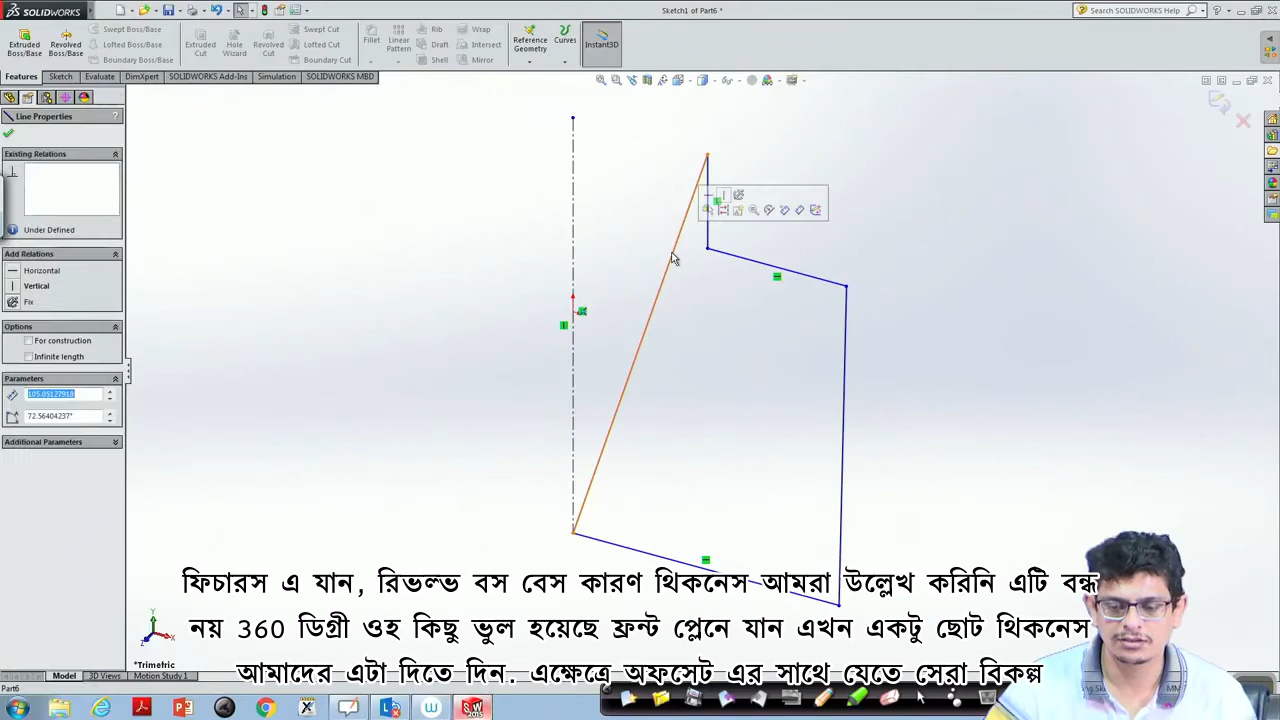 SOLIDWORKS
Sketch1 of Part6 *
Search SOLIDWORKS Help
Extruded Boss/Base
Revolved Boss/Base
Swept Boss/Base
Lofted Boss/Base
Boundary Boss/Base
Extruded Cut
Hole Wizard
Revolved Cut
Swept Cut
Lofted Cut
Boundary Cut
Fillet
Linear Pattern
Rib
Draft
Shell
Wrap
Intersect
Mirror
Reference Geometry
Curves
Instant3D
Features
Sketch
Evaluate
DimXpert
SOLIDWORKS Add-Ins
Simulation
SOLIDWORKS MBD
Line Properties
Existing Relations
Under Defined
Add Relations
Horizontal
Vertical
Fix
Options
For construction
Infinite length
Parameters
105.05127918
72.56404237°
Additional Parameters
ফিচারস এ যান, রিভল্ভ বস বেস কারণ থিকনেস আমরা উল্লেখ করিনি এটি বন্ধ
নয় 360 ডিগ্রী ওহ কিছু ভুল হয়েছে ফ্রন্ট প্লেনে যান এখন একটু ছোট থিকনেস
আমাদের এটা দিতে দিন. এক্ষেত্রে অফসেট এর সাথে যেতে সেরা বিকল্প
Y
X
Z
*Trimetric
Model
3D Views
Motion Study 1
Part6